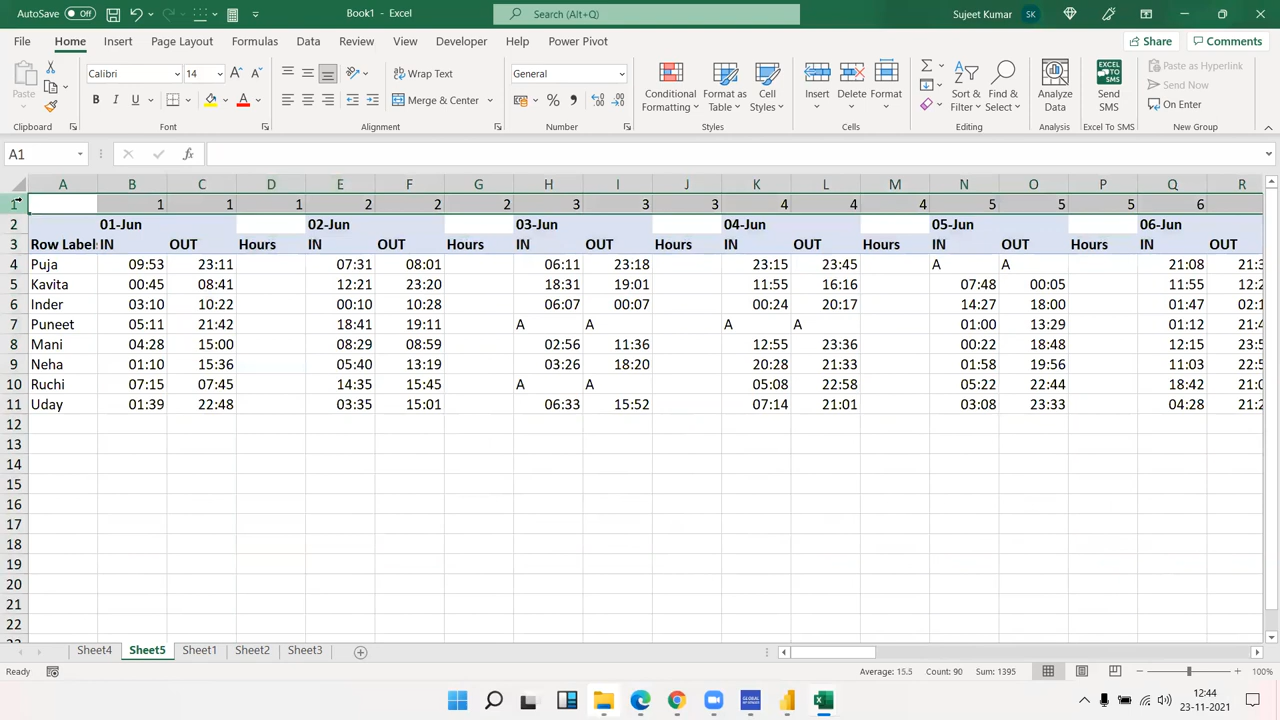 AutoSave Off Book1 - Excel Search (Alt+Q) Sujeet Kumar SK
File Home Insert Page Layout Formulas Data Review View Developer Help Power Pivot Share Comments
Paste Calibri 14 Wrap Text General Conditional Formatting Format as Table Cell Styles Insert Delete Format Sort & Filter Find & Select Analyze Data Send SMS Paste as Hyperlink
B I U A Merge & Center % Send Now
On Enter
Clipboard Font Alignment Number Styles Cells Editing Analysis Excel To SMS New Group
A1 fx
A B C D E F G H I J K L M N O P Q R
1 1 1 1 2 2 2 3 3 3 4 4 4 5 5 5 6
2 01-Jun 02-Jun 03-Jun 04-Jun 05-Jun 06-Jun
3 Row Label IN OUT Hours IN OUT Hours IN OUT Hours IN OUT Hours IN OUT Hours IN OUT
4 Puja 09:53 23:11 07:31 08:01 06:11 23:18 23:15 23:45 A A 21:08 21:3
5 Kavita 00:45 08:41 12:21 23:20 18:31 19:01 11:55 16:16 07:48 00:05 11:55 12:2
6 Inder 03:10 10:22 00:10 10:28 06:07 00:07 00:24 20:17 14:27 18:00 01:47 02:1
7 Puneet 05:11 21:42 18:41 19:11 A A A A 01:00 13:29 01:12 21:4
8 Mani 04:28 15:00 08:29 08:59 02:56 11:36 12:55 23:36 00:22 18:48 12:15 23:5
9 Neha 01:10 15:36 05:40 13:19 03:26 18:20 20:28 21:33 01:58 19:56 11:03 22:5
10 Ruchi 07:15 07:45 14:35 15:45 A A 05:08 22:58 05:22 22:44 18:42 21:0
11 Uday 01:39 22:48 03:35 15:01 06:33 15:52 07:14 21:01 03:08 23:33 04:28 21:2
12
13
14
15
16
17
18
19
20
21
22
Sheet4 Sheet5 Sheet1 Sheet2 Sheet3
Ready Average: 15.5 Count: 90 Sum: 1395 100%
12:44
23-11-2021